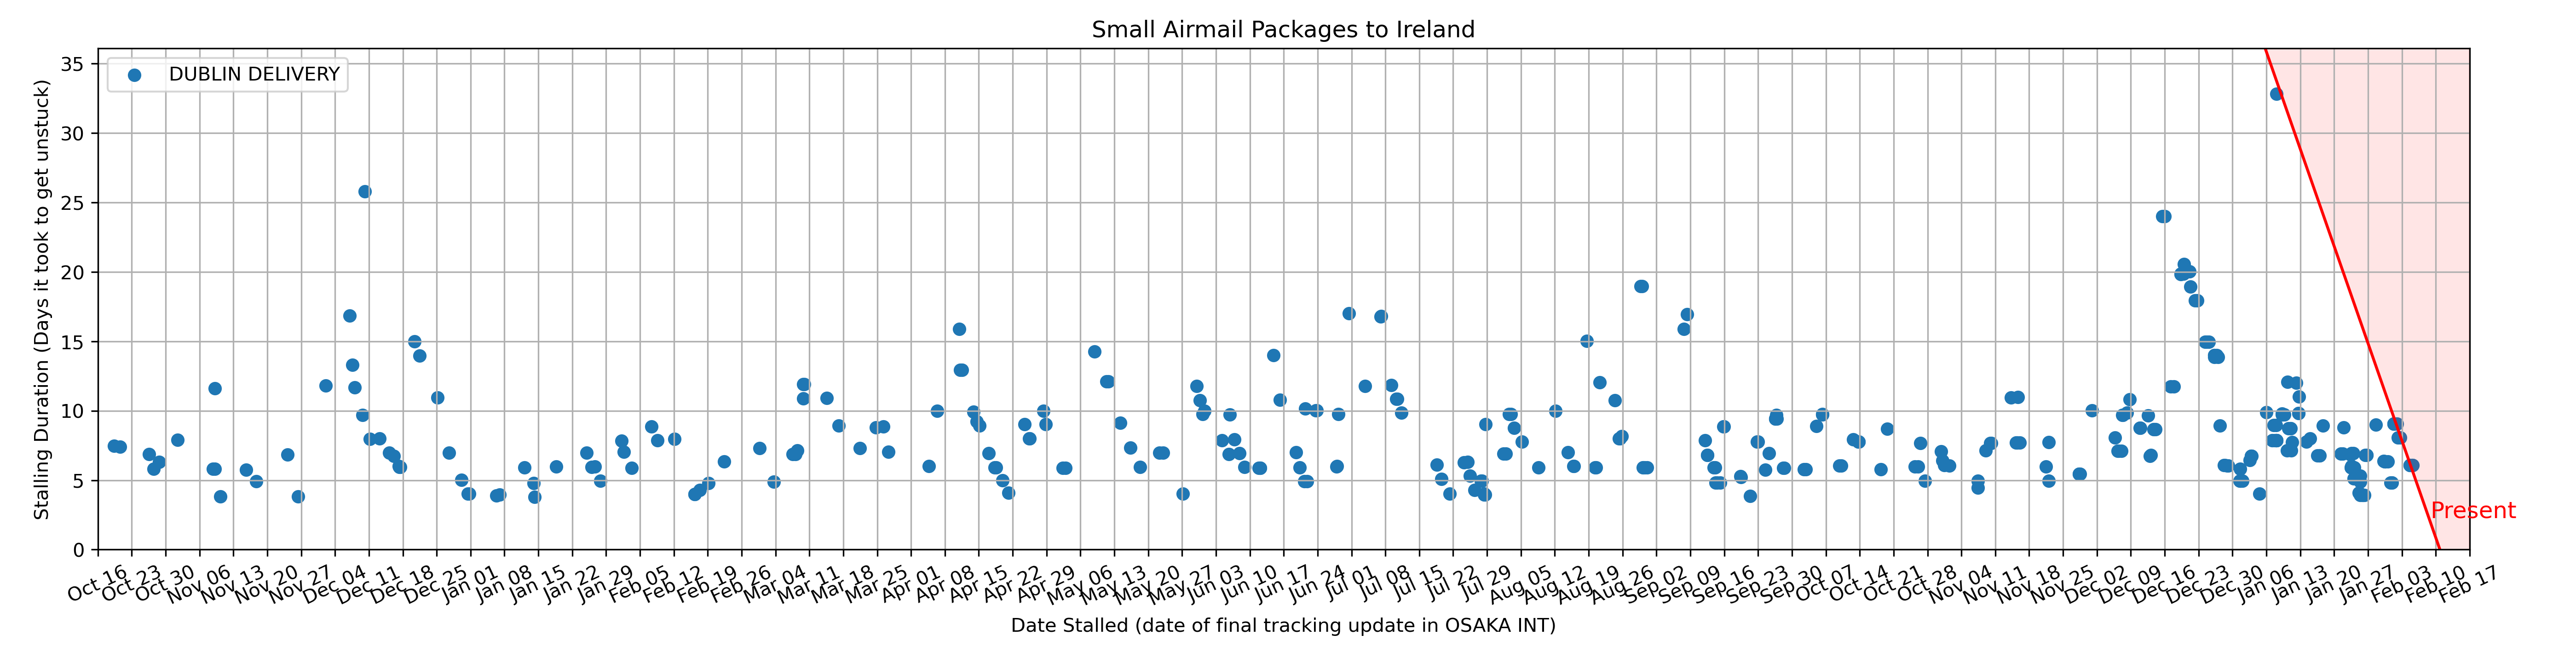 Small Airmail Packages to Ireland
DUBLIN DELIVERY
Stalling Duration (Days it took to get unstuck)
35
30
25
20
15
10
5
0
Present
Oct 16
Oct 23
Oct 30
Nov 06
Nov 13
Nov 20
Nov 27
Dec 04
Dec 11
Dec 18
Dec 25
Jan 01
Jan 08
Jan 15
Jan 22
Jan 29
Feb 05
Feb 12
Feb 19
Feb 26
Mar 04
Mar 11
Mar 18
Mar 25
Apr 01
Apr 08
Apr 15
Apr 22
Apr 29
May 06
May 13
May 20
May 27
Jun 03
Jun 10
Jun 17
Jun 24
Jul 01
Jul 08
Jul 15
Jul 22
Jul 29
Aug 05
Aug 12
Aug 19
Aug 26
Sep 02
Sep 09
Sep 16
Sep 23
Sep 30
Oct 07
Oct 14
Oct 21
Oct 28
Nov 04
Nov 11
Nov 18
Nov 25
Dec 02
Dec 09
Dec 16
Dec 23
Dec 30
Jan 06
Jan 13
Jan 20
Jan 27
Feb 03
Feb 10
Feb 17
Date Stalled (date of final tracking update in OSAKA INT)